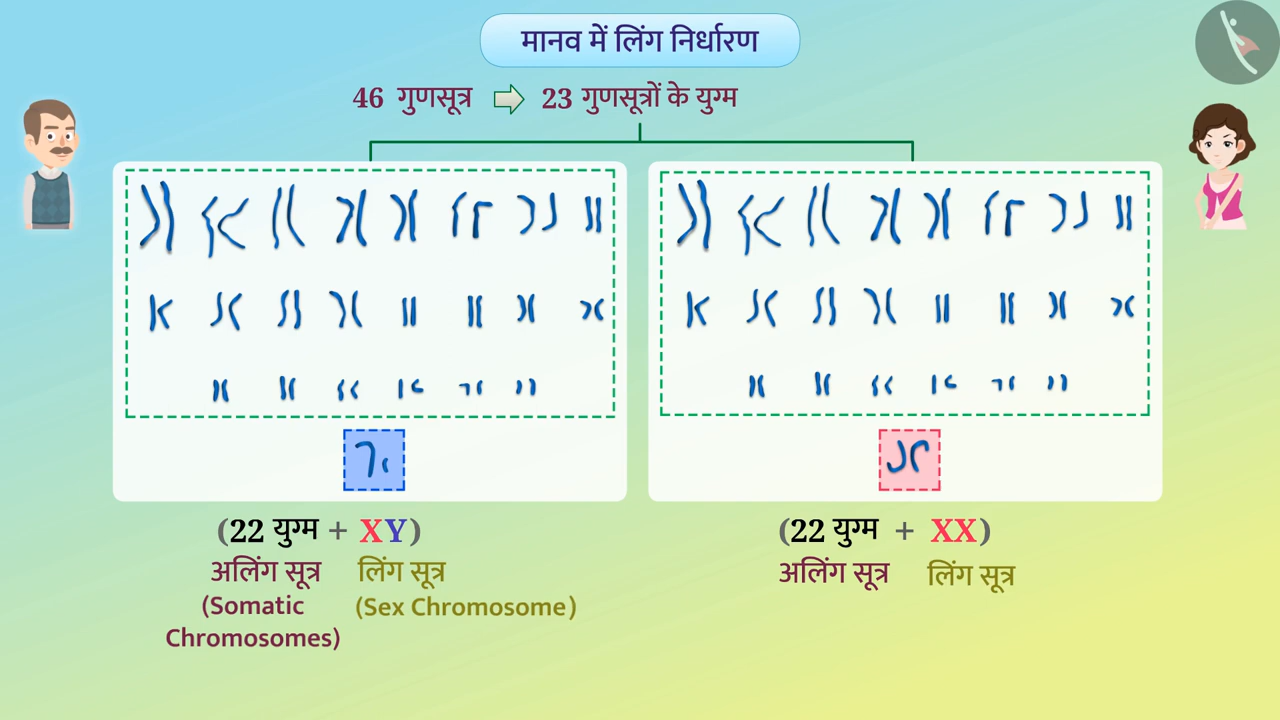 मानव में लिंग निर्धारण
46 गुणसूत्र 23 गुणसूत्रों के युग्म
(22 युग्म + XY)
अलिंग सूत्र लिंग सूत्र
(Somatic Chromosomes) (Sex Chromosome)
(22 युग्म + XX)
अलिंग सूत्र लिंग सूत्र